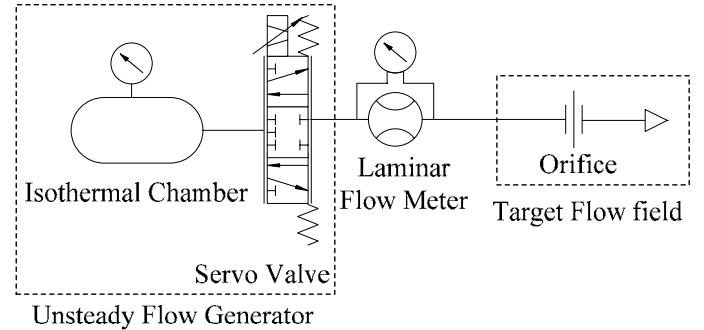 Isothermal Chamber
Servo Valve
Unsteady Flow Generator
Laminar
Flow Meter
Orifice
Target Flow field